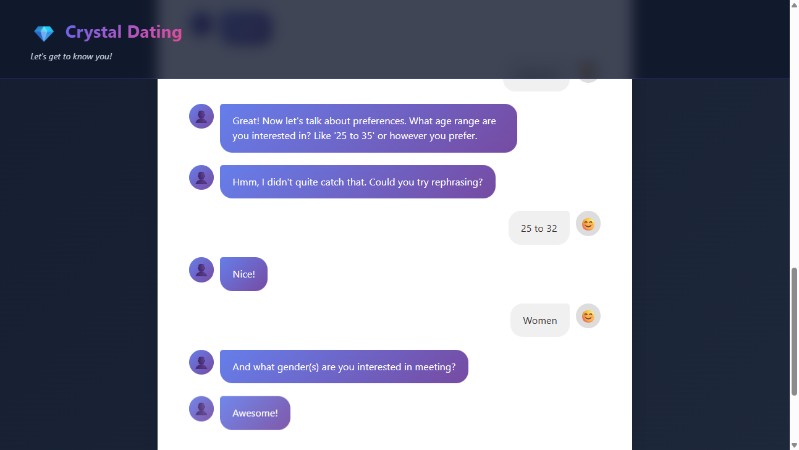 Crystal Dating
Let's get to know you!
Great! Now let's talk about preferences. What age range are
you interested in? Like '25 to 35' or however you prefer.
Hmm, I didn't quite catch that. Could you try rephrasing?
25 to 32
Nice!
Women
And what gender(s) are you interested in meeting?
Awesome!